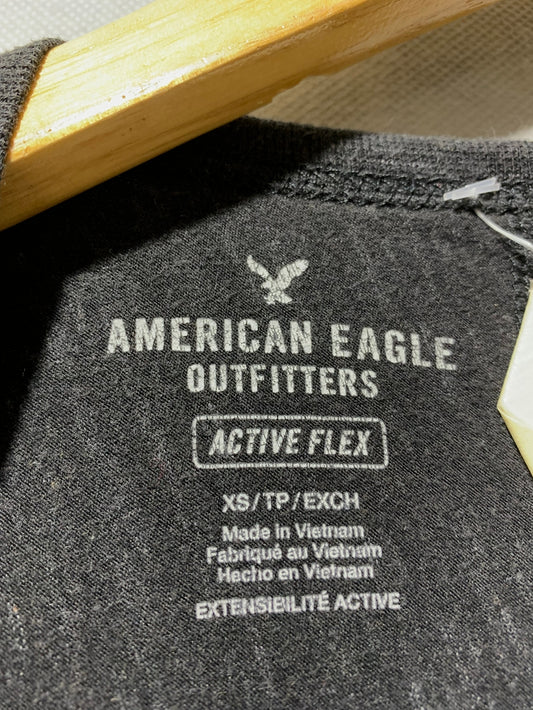 AMERICAN EAGLE
OUTFITTERS
ACTIVE FLEX
XS/TP/EXCH
Made in Vietnam
Fabriqué au Vietnam
Hecho en Vietnam
EXTENSIBILITÉ ACTIVE